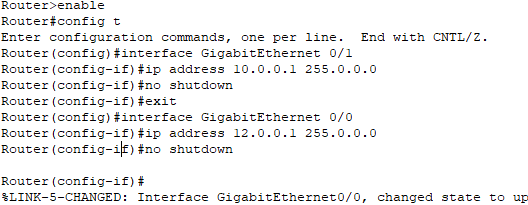 Router>enable
Router#config t
Enter configuration commands, one per line.  End with CNTL/Z.
Router(config)#interface GigabitEthernet 0/1
Router(config-if)#ip address 10.0.0.1 255.0.0.0
Router(config-if)#no shutdown
Router(config-if)#exit
Router(config)#interface GigabitEthernet 0/0
Router(config-if)#ip address 12.0.0.1 255.0.0.0
Router(config-if)#no shutdown
Router(config-if)#
%LINK-5-CHANGED: Interface GigabitEthernet0/0, changed state to up